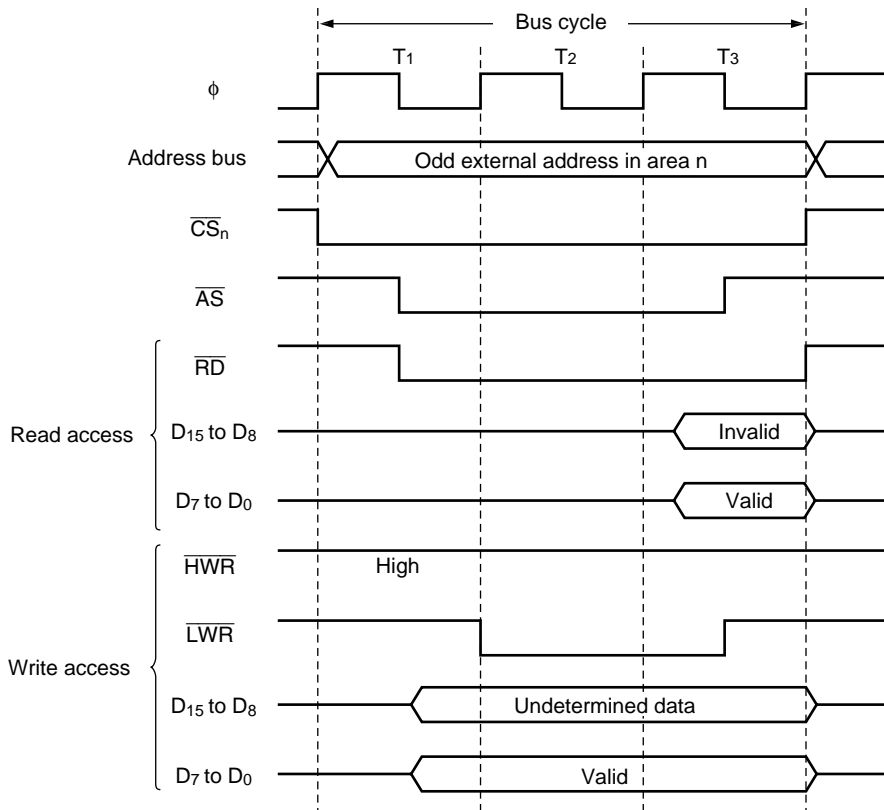 Bus cycle
T1 T2 T3
ϕ
Address bus Odd external address in area n
CSn
AS
RD
Read access
D15 to D8 Invalid
D7 to D0 Valid
HWR High
LWR
Write access
D15 to D8 Undetermined data
D7 to D0 Valid